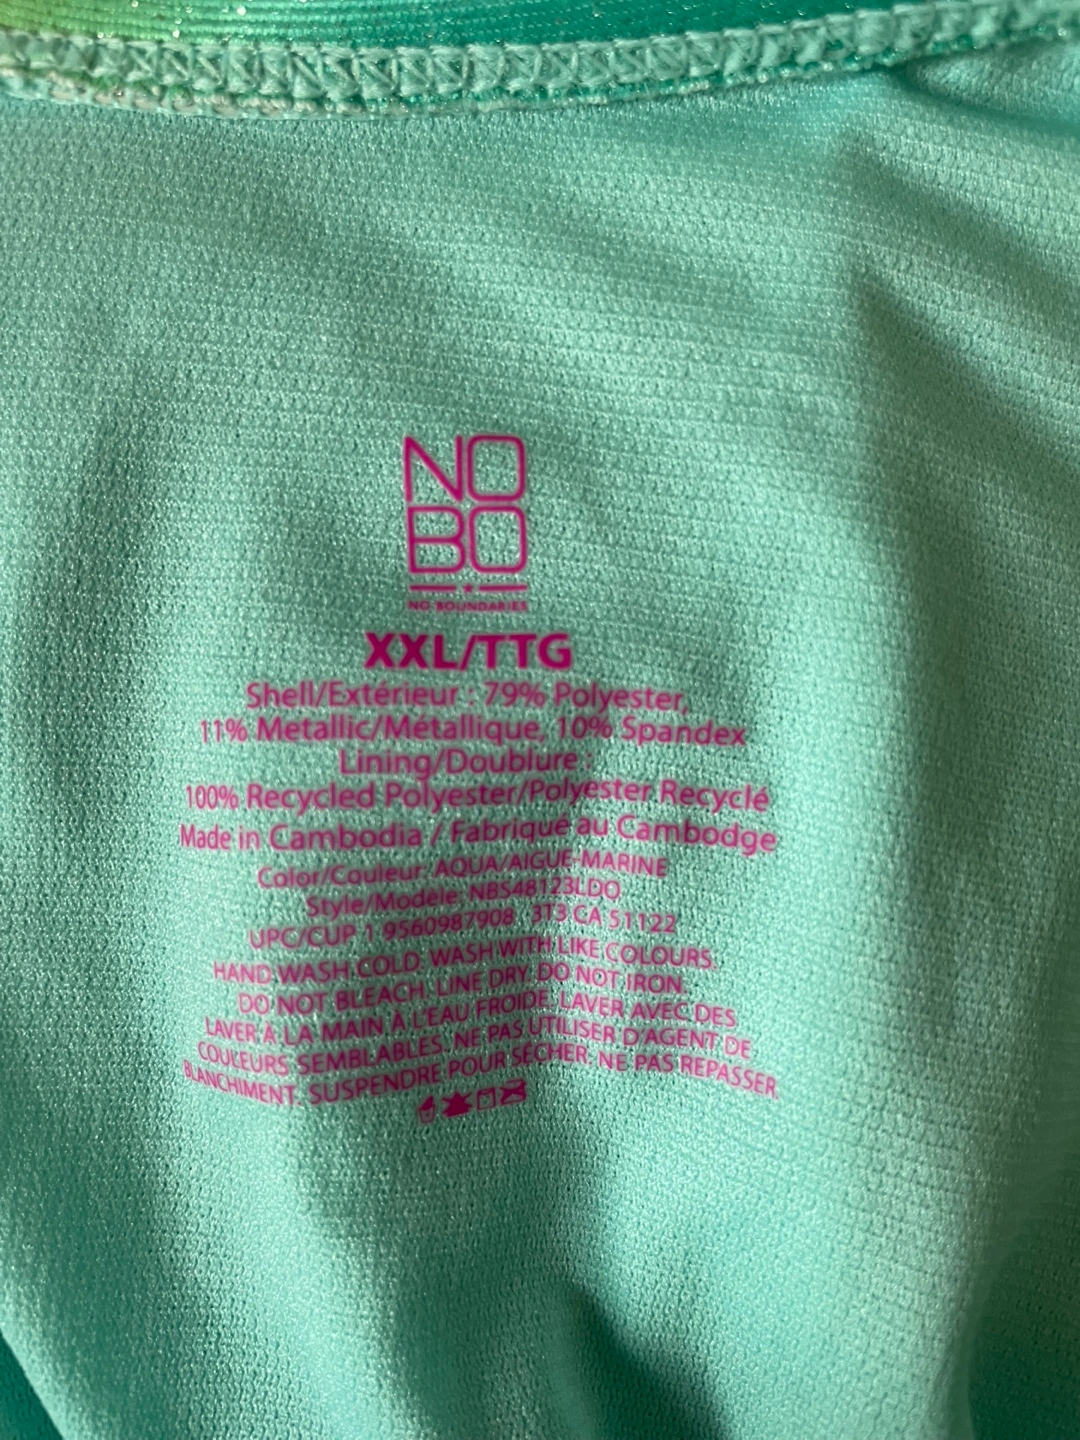 NO
BO
NO BOUNDARIES
XXL/TTG
Shell/Extérieur : 79% Polyester,
11% Metallic/Métallique, 10% Spandex
Lining/Doublure :
100% Recycled Polyester/Polyester Recyclé
Made in Cambodia / Fabriqué au Cambodge
Color/Couleur: AQUA/AIGUE-MARINE
Style/Modèle: NBS48123LDQ
UPC/CUP 1 9560987908 3T3 CA 51122
HAND WASH COLD. WASH WITH LIKE COLOURS.
DO NOT BLEACH. LINE DRY. DO NOT IRON.
LAVER À LA MAIN À L'EAU FROIDE. LAVER AVEC DES
COULEURS SEMBLABLES. NE PAS UTILISER D'AGENT DE
BLANCHIMENT. SUSPENDRE POUR SÉCHER. NE PAS REPASSER.